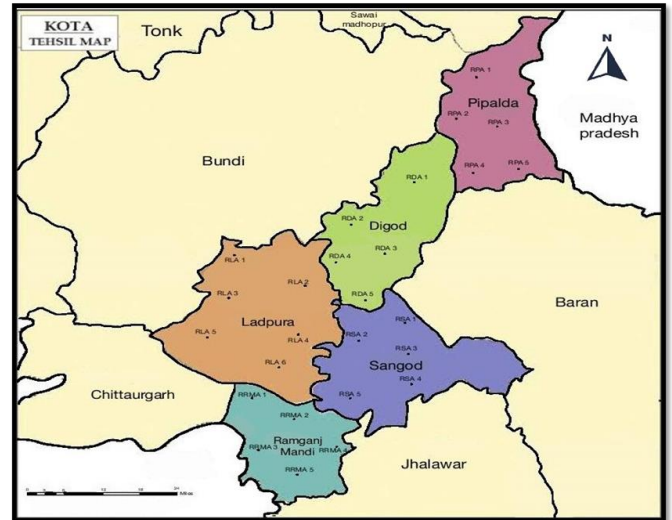 KOTA
TEHSIL MAP
Tonk
Sawai
madhopur
N
RPA 1
Pipalda
RPA 2
RPA 3
Madhya
pradesh
RPA 4
RPA 5
Bundi
RDA 1
RDA 2
Digod
RDA 3
RDA 4
RDA 5
RLA 1
RLA 2
RLA 3
Ladpura
RLA 4
RLA 5
RLA 6
Baran
RSA 1
RSA 2
RSA 3
Sangod
RSA 4
RSA 5
Chittaurgarh
RRMA 1
RRMA 2
Ramganj
Mandi
RRMA 3
RRMA 4
RRMA 5
Jhalawar
Miles